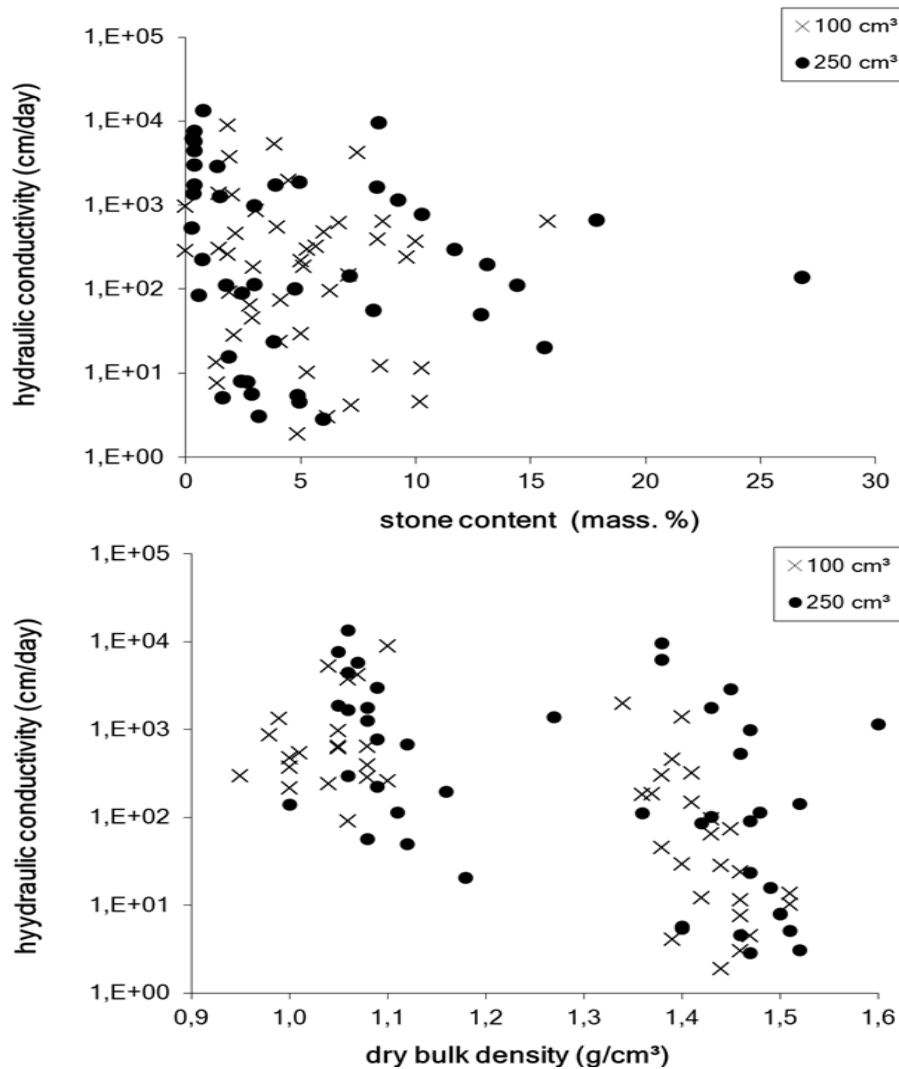 1,E+05
100 cm³
250 cm³
1,E+04
1,E+03
1,E+02
1,E+01
1,E+00
hydraulic conductivity (cm/day)
0 5 10 15 20 25 30
stone content (mass. %)
1,E+05
100 cm³
250 cm³
1,E+04
1,E+03
1,E+02
1,E+01
1,E+00
hyydraulic conductivity (cm/day)
0,9 1,0 1,1 1,2 1,3 1,4 1,5 1,6
dry bulk density (g/cm³)